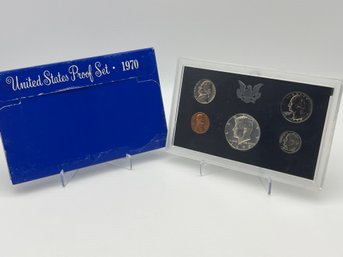 United States Proof Set · 1970